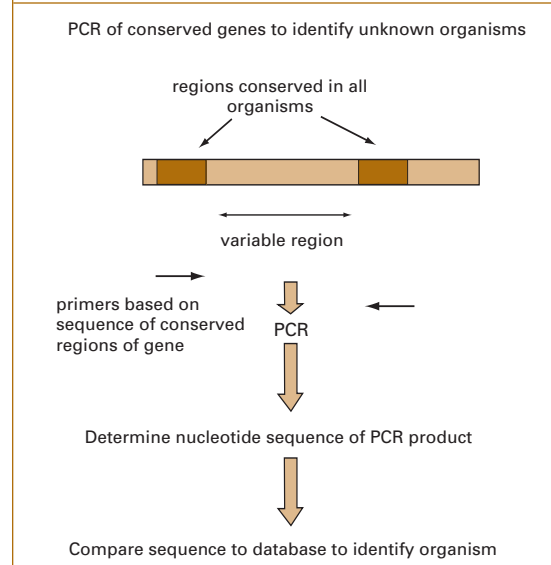 PCR of conserved genes to identify unknown organisms
regions conserved in all
organisms
variable region
primers based on
sequence of conserved
regions of gene
PCR
Determine nucleotide sequence of PCR product
Compare sequence to database to identify organism